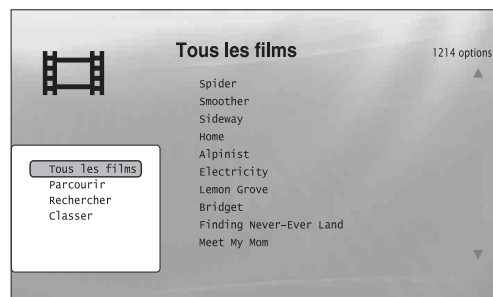 Tous les films
1214 options
Spider
Smoother
Sideway
Home
Alpinist
Electricity
Lemon Grove
Bridget
Finding Never-Ever Land
Meet My Mom
Tous les films
Parcourir
Rechercher
Classer